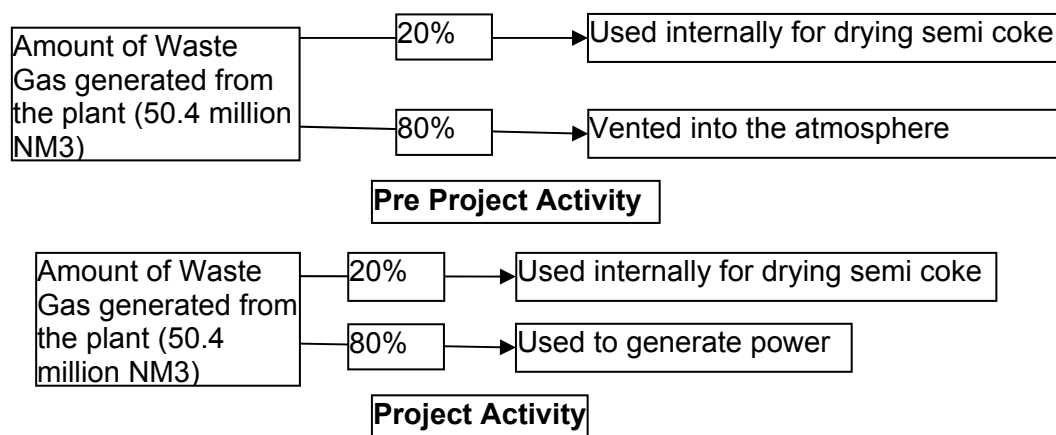 Amount of Waste
Gas generated from
the plant (50.4 million
NM3)
20%
Used internally for drying semi coke
80%
Vented into the atmosphere
Pre Project Activity
Amount of Waste
Gas generated from
the plant (50.4
million NM3)
20%
Used internally for drying semi coke
80%
Used to generate power
Project Activity